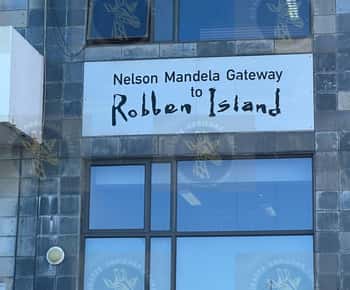 Nelson Mandela Gateway
to
Robben Island